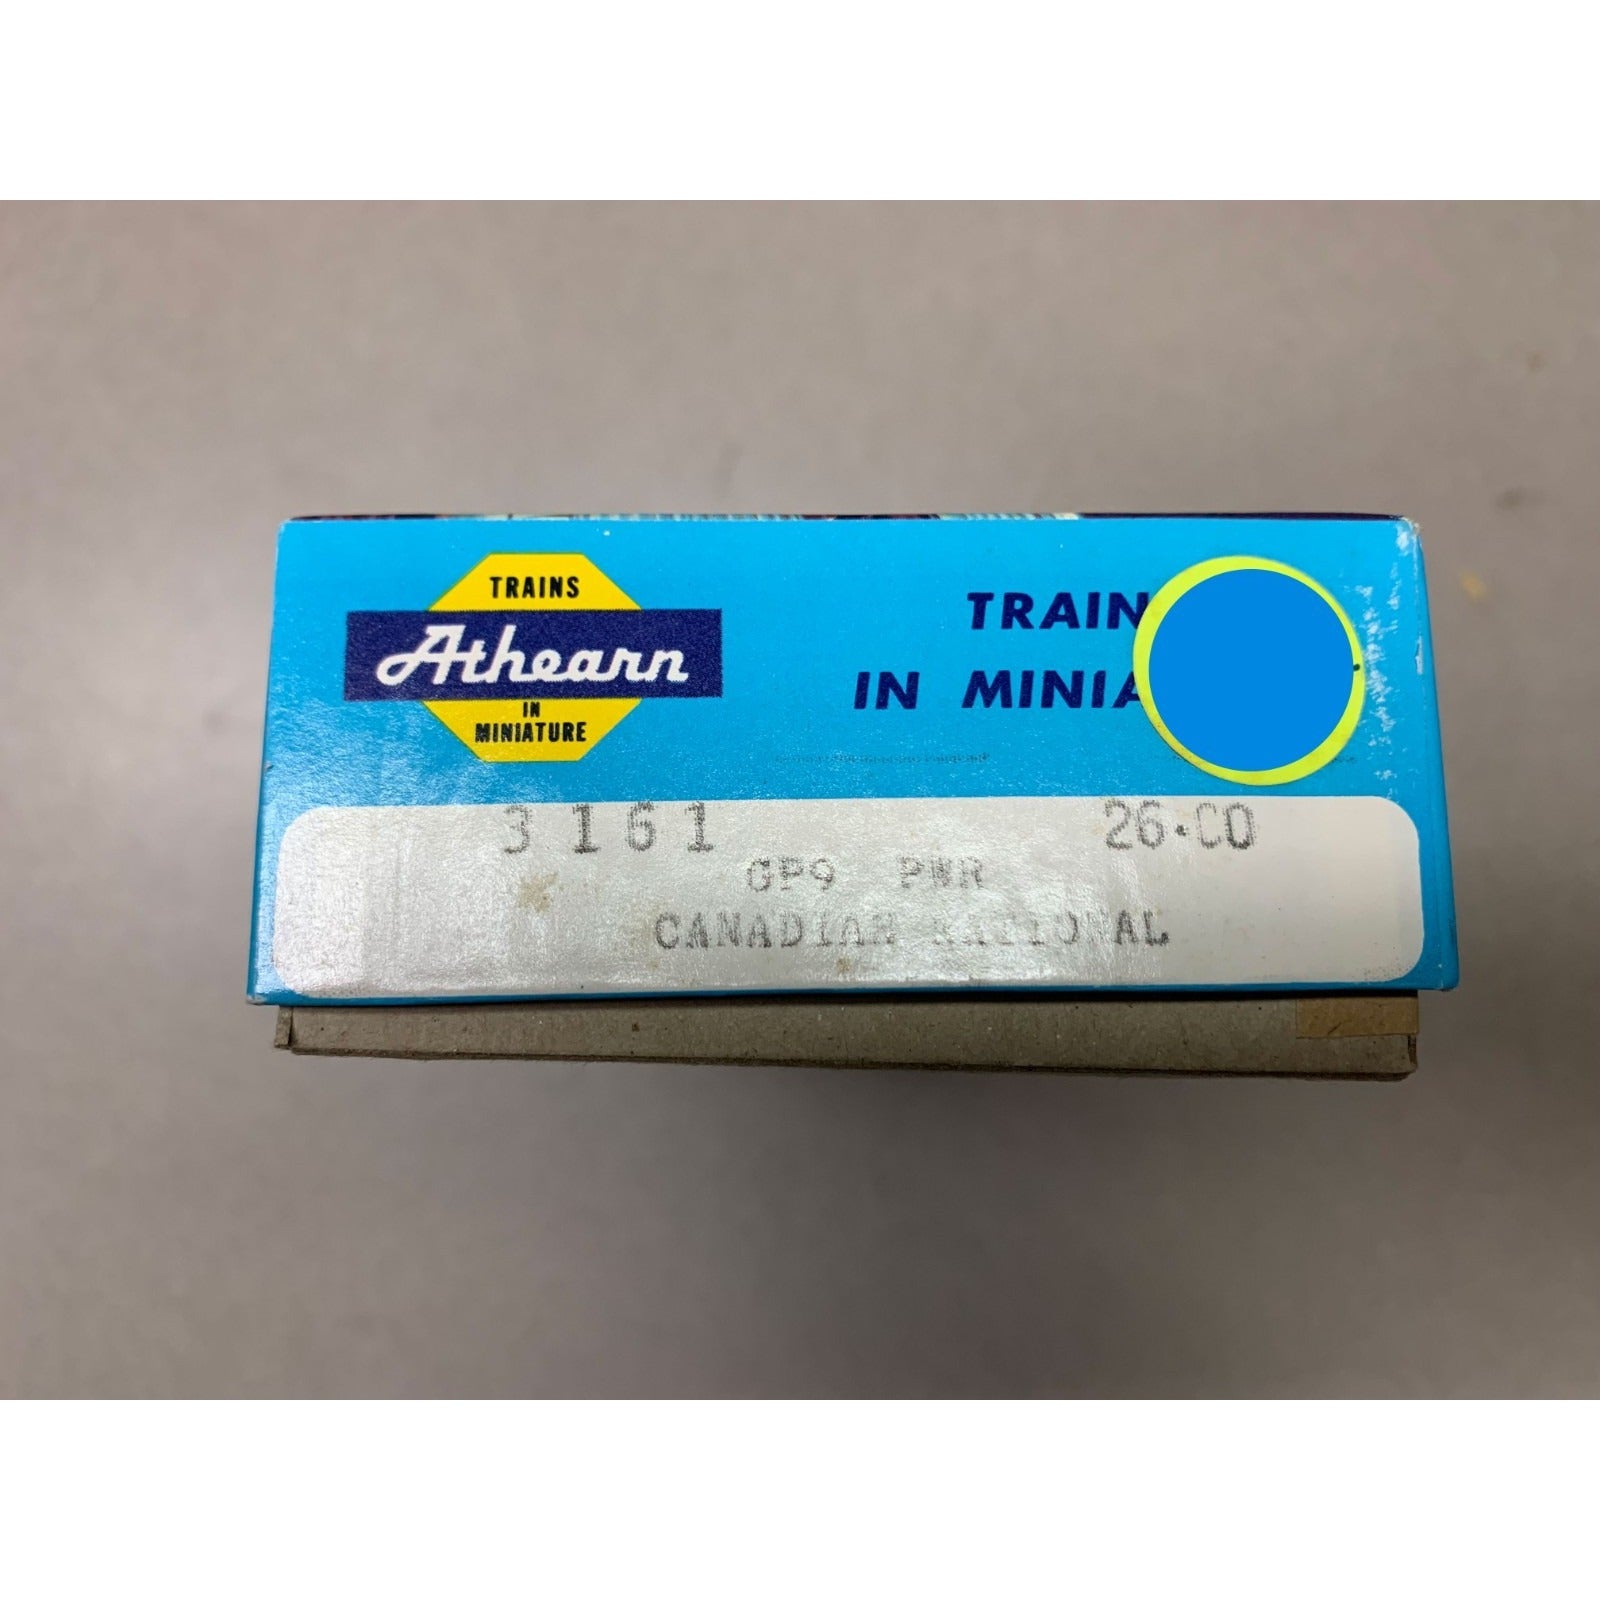 TRAINS
Athearn
IN
MINIATURE
TRAIN
IN MINIA
3161 26.00
GP9 PWR
CANADIAN NATIONAL